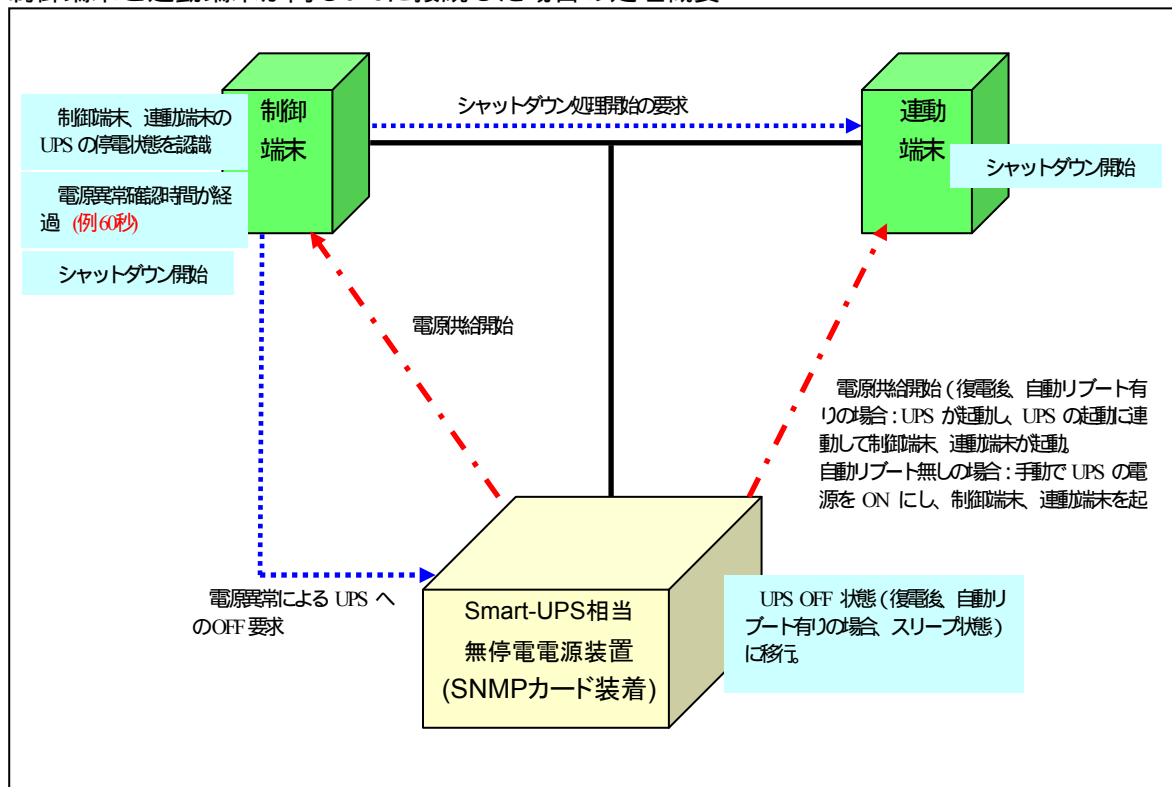 制御
端末
連動
端末
シャットダウン処理開始の要求
制御端末、連動端末の
UPS の停電状態を認識
電源異常確認時間が経
過 (例60秒)
シャットダウン開始
シャットダウン開始
電源供給開始
電源供給開始(復電後、自動リブート有
りの場合:UPS が起動し、UPS の起動に連
動して制御端末、連動端末が起動。
自動リブート無しの場合:手動で UPS の電
源を ON にし、制御端末、連動端末を起
電源異常による UPS へ
のOFF要求
Smart-UPS相当
無停電電源装置
(SNMPカード装着)
UPS OFF 状態(復電後、自動リ
ブート有りの場合、スリープ状態)
に移行。